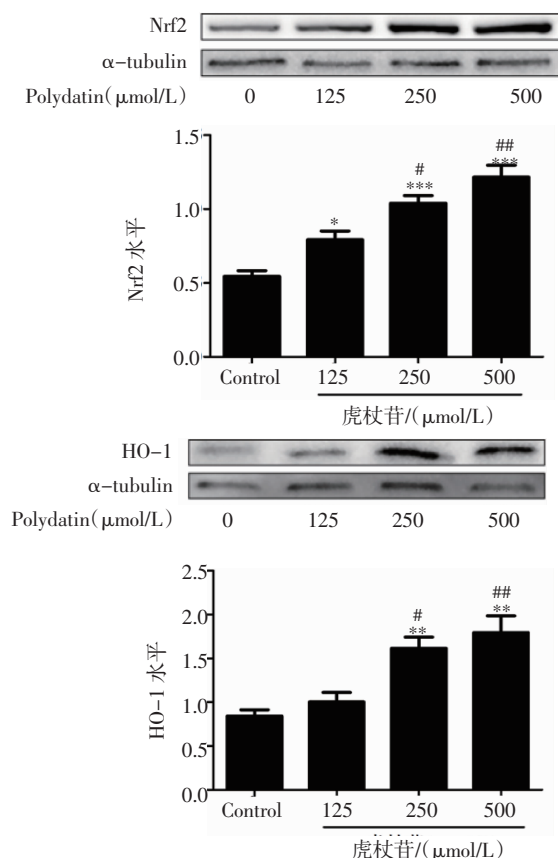 Nrf2
α-tubulin
Polydatin(μmol/L) 0 125 250 500
1.5
1.0
0.5
0.0
Nrf2 水平
*
#
***
##
***
Control 125 250 500
虎杖苷/(μmol/L)
HO-1
α-tubulin
Polydatin(μmol/L) 0 125 250 500
2.5
2.0
1.5
1.0
0.5
0.0
HO-1 水平
#
**
##
**
Control 125 250 500
虎杖苷/(μmol/L)